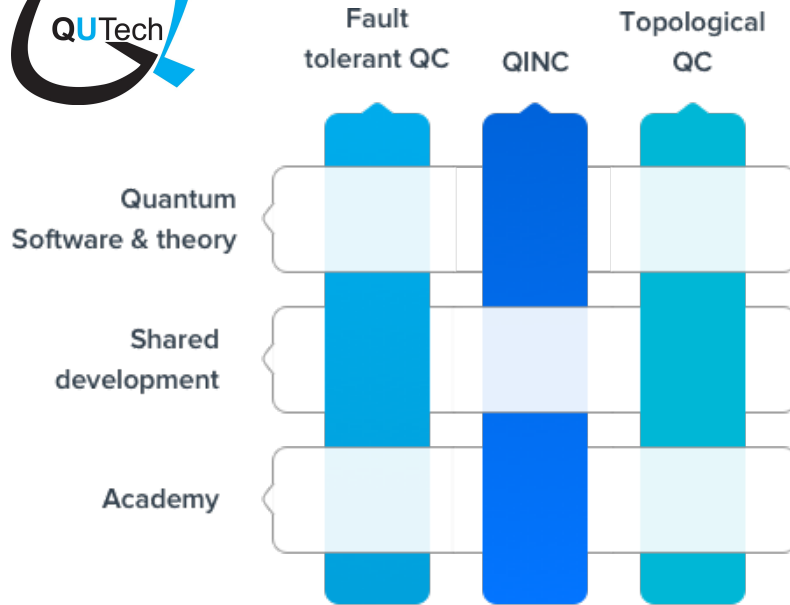 QUTech
Fault
tolerant QC
QINC
Topological
QC
Quantum
Software & theory
Shared
development
Academy